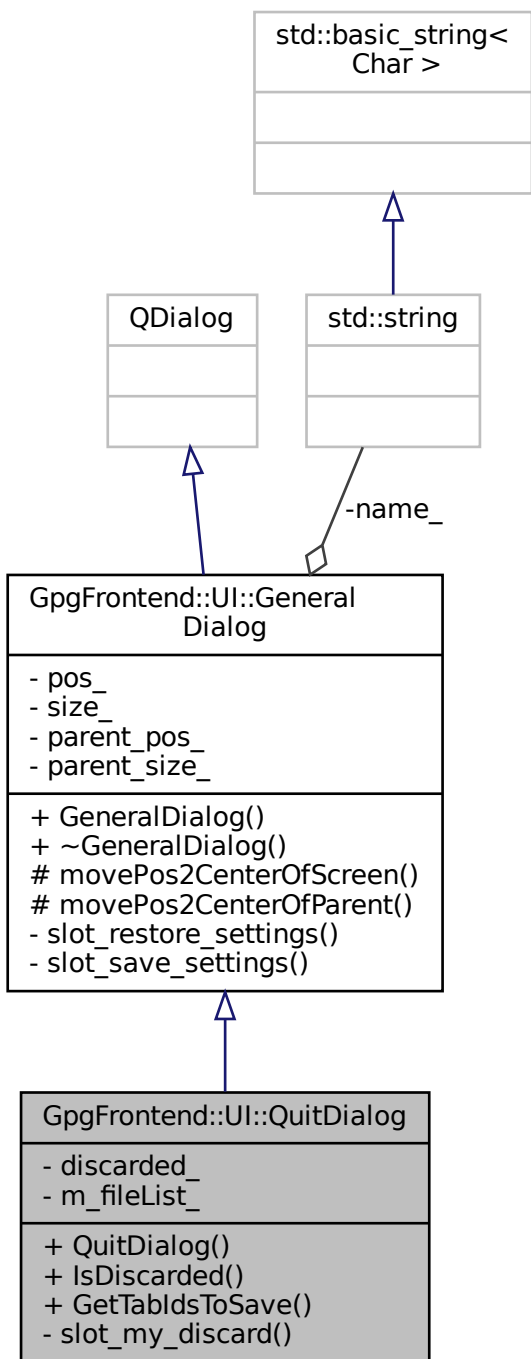 std::basic_string<
Char >
QDialog
std::string
-name_
GpgFrontend::UI::General
Dialog
- pos_
- size_
- parent_pos_
- parent_size_
+ GeneralDialog()
+ ~GeneralDialog()
# movePos2CenterOfScreen()
# movePos2CenterOfParent()
- slot_restore_settings()
- slot_save_settings()
GpgFrontend::UI::QuitDialog
- discarded_
- m_fileList_
+ QuitDialog()
+ IsDiscarded()
+ GetTabIdsToSave()
- slot_my_discard()